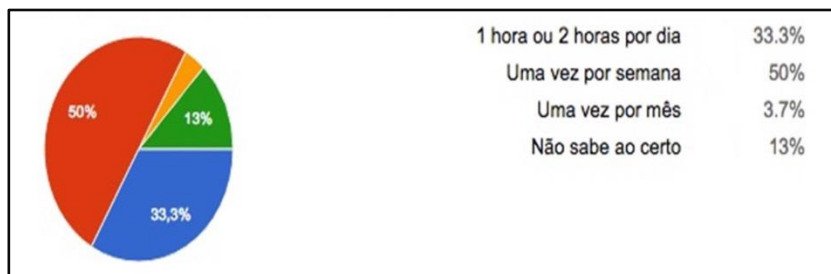 50%
13%
33,3%
1 hora ou 2 horas por dia 33.3%
Uma vez por semana 50%
Uma vez por mês 3.7%
Não sabe ao certo 13%